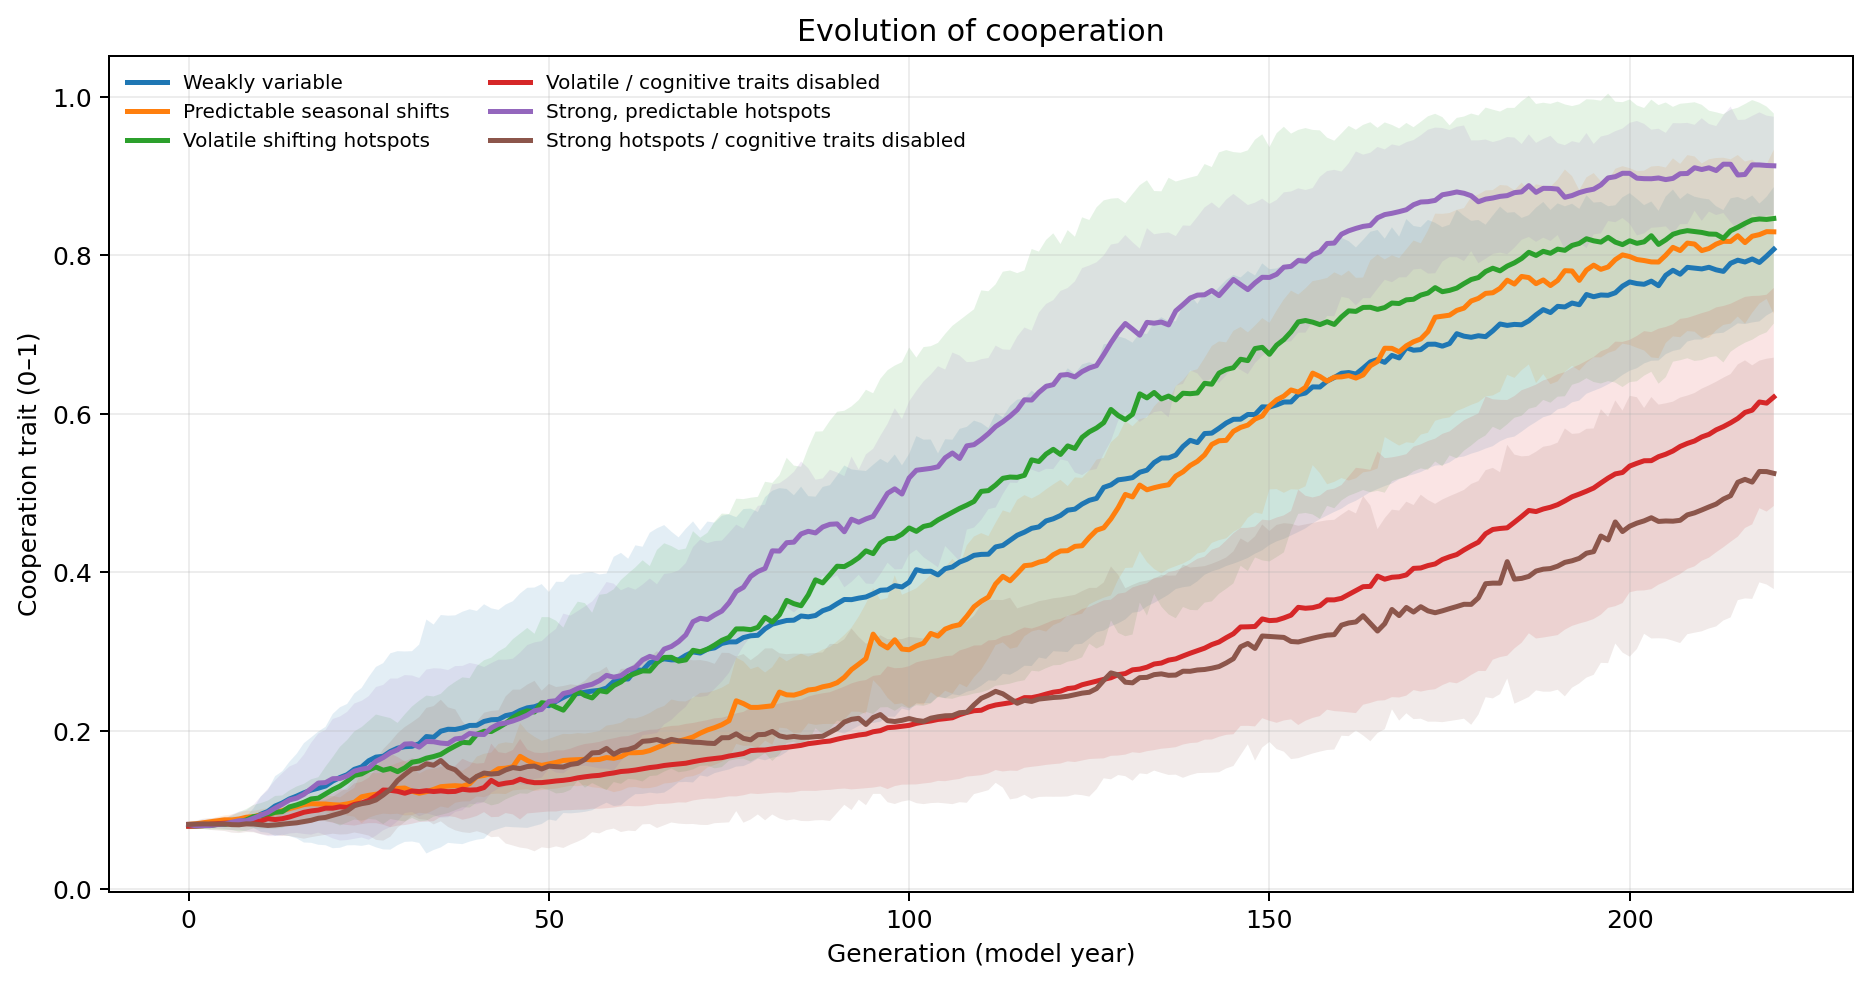 Evolution of cooperation
Weakly variable
Predictable seasonal shifts
Volatile shifting hotspots
Volatile / cognitive traits disabled
Strong, predictable hotspots
Strong hotspots / cognitive traits disabled
Cooperation trait (0–1)
1.0
0.8
0.6
0.4
0.2
0.0
0
50
100
150
200
Generation (model year)